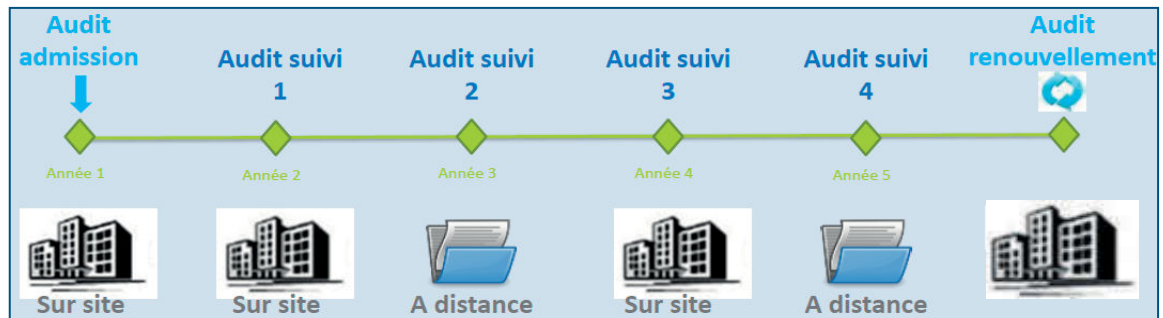 Audit
admission
Audit suivi
1
Audit suivi
2
Audit suivi
3
Audit suivi
4
Audit
renouvellement
Année 1
Année 2
Année 3
Année 4
Année 5
Sur site
Sur site
A distance
Sur site
A distance